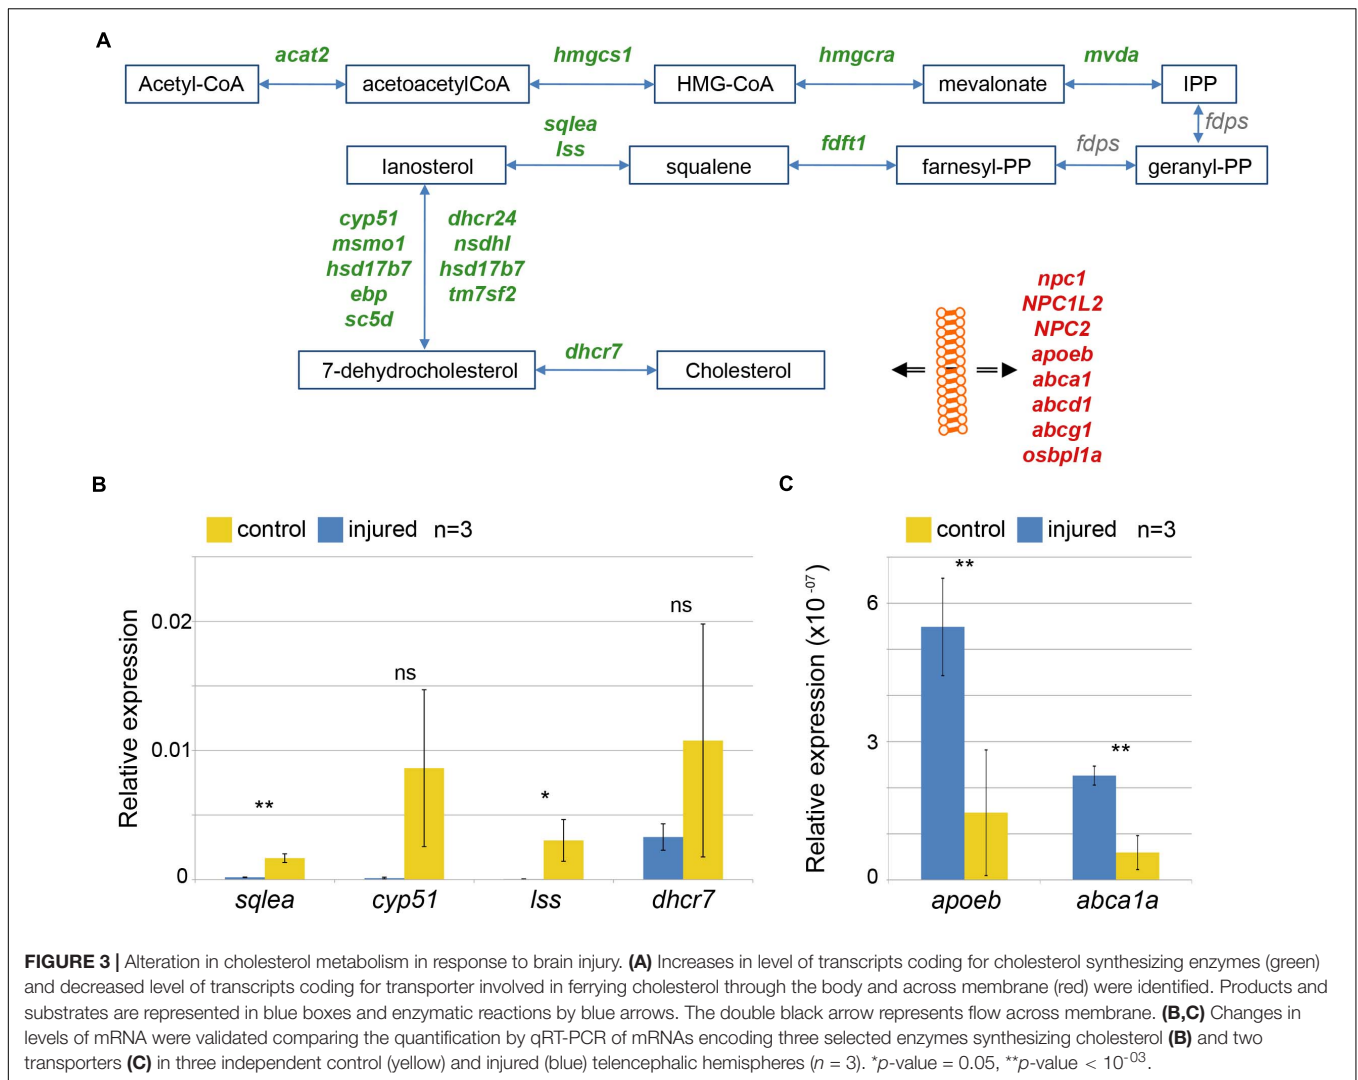 A
acat2 hmgcs1 hmgcra mvda
Acetyl-CoA acetoacetylCoA HMG-CoA mevalonate IPP
fdps
sqlea
lss fdft1 fdps
lanosterol squalene farnesyl-PP geranyl-PP
cyp51 dhcr24
msmo1 nsdhl
hsd17b7 hsd17b7
ebp tm7sf2
sc5d
npc1
NPC1L2
NPC2
apoeb
abca1
abcd1
abcg1
osbpl1a
dhcr7
7-dehydrocholesterol Cholesterol
B
control injured n=3
Relative expression
0.02
0.01
0
** ns * ns
sqlea cyp51 lss dhcr7
C
control injured n=3
Relative expression (x10 -07)
6
3
0
** **
apoeb abca1a
FIGURE 3 | Alteration in cholesterol metabolism in response to brain injury. (A) Increases in level of transcripts coding for cholesterol synthesizing enzymes (green)
and decreased level of transcripts coding for transporter involved in ferrying cholesterol through the body and across membrane (red) were identified. Products and
substrates are represented in blue boxes and enzymatic reactions by blue arrows. The double black arrow represents flow across membrane. (B,C) Changes in
levels of mRNA were validated comparing the quantification by qRT-PCR of mRNAs encoding three selected enzymes synthesizing cholesterol (B) and two
transporters (C) in three independent control (yellow) and injured (blue) telencephalic hemispheres (n = 3). *p-value = 0.05, **p-value < 10-03.